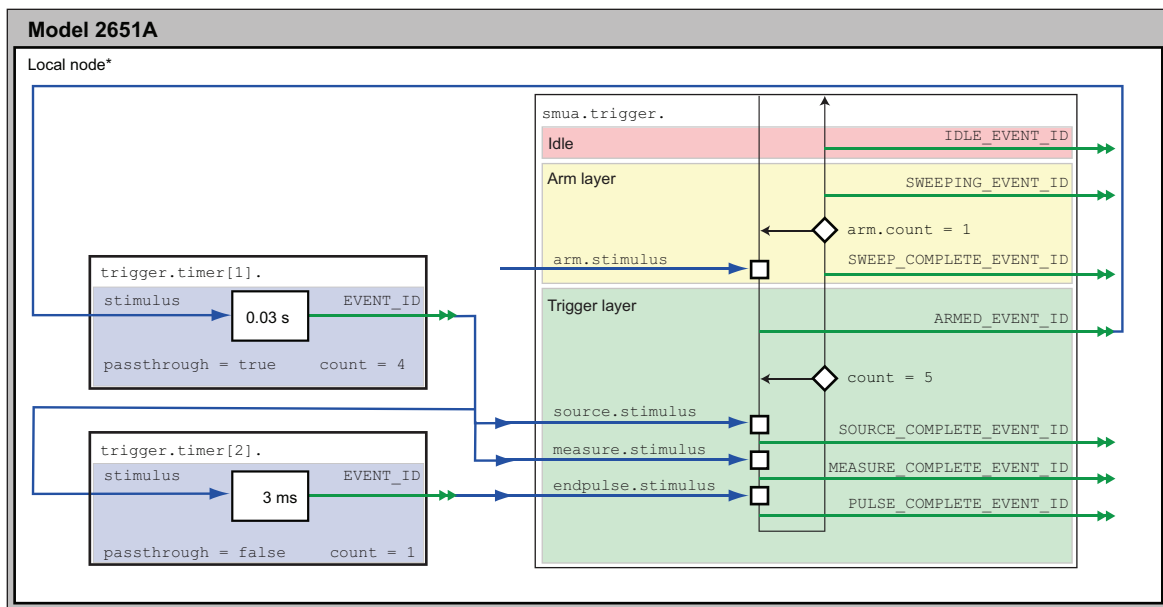 Model 2651A
Local node*
smua.trigger.
Idle
IDLE_EVENT_ID
Arm layer
SWEEPING_EVENT_ID
arm.count = 1
arm.stimulus
SWEEP_COMPLETE_EVENT_ID
trigger.timer[1].
stimulus
EVENT_ID
0.03 s
passthrough = true
count = 4
Trigger layer
ARMED_EVENT_ID
count = 5
source.stimulus
SOURCE_COMPLETE_EVENT_ID
measure.stimulus
MEASURE_COMPLETE_EVENT_ID
endpulse.stimulus
PULSE_COMPLETE_EVENT_ID
trigger.timer[2].
stimulus
EVENT_ID
3 ms
passthrough = false
count = 1